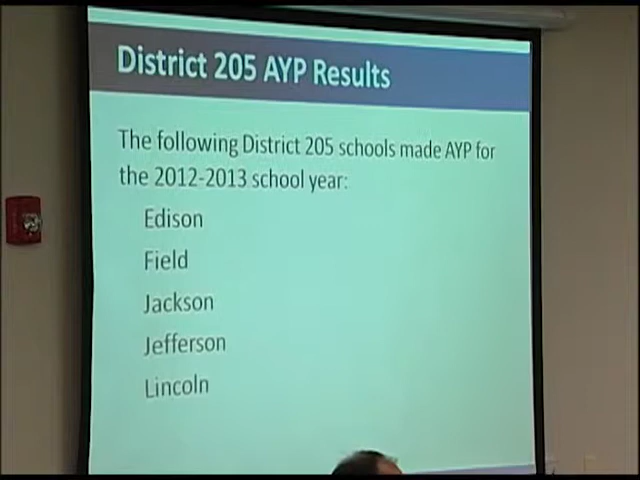 District 205 AYP Results
The following District 205 schools made AYP for
the 2012-2013 school year:
Edison
Field
Jackson
Jefferson
Lincoln